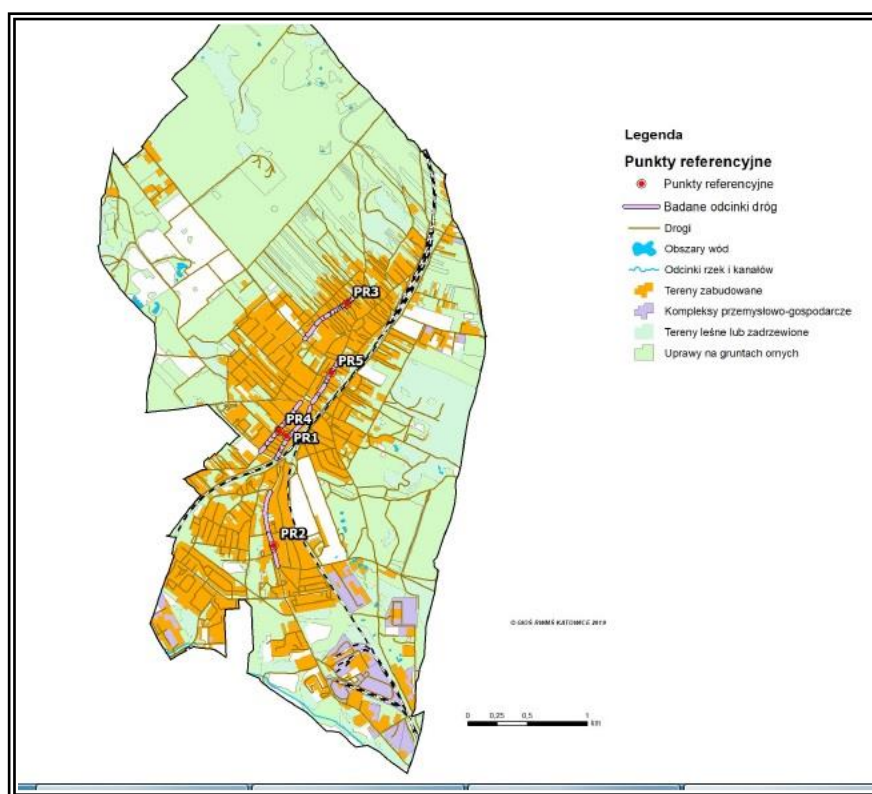 Legenda
Punkty referencyjne
Punkty referencyjne
Badane odcinki dróg
Drogi
Obszary wód
Odcinki rzek i kanałów
Tereny zabudowane
Kompleksy przemysłowo-gospodarcze
Tereny leśne lub zadrzewione
Uprawy na gruntach ornych
PR3
PR5
PR4
PR1
PR2
© GIOŚ RWMŚ KATOWICE 2019
0 0,25 0,5 1
km